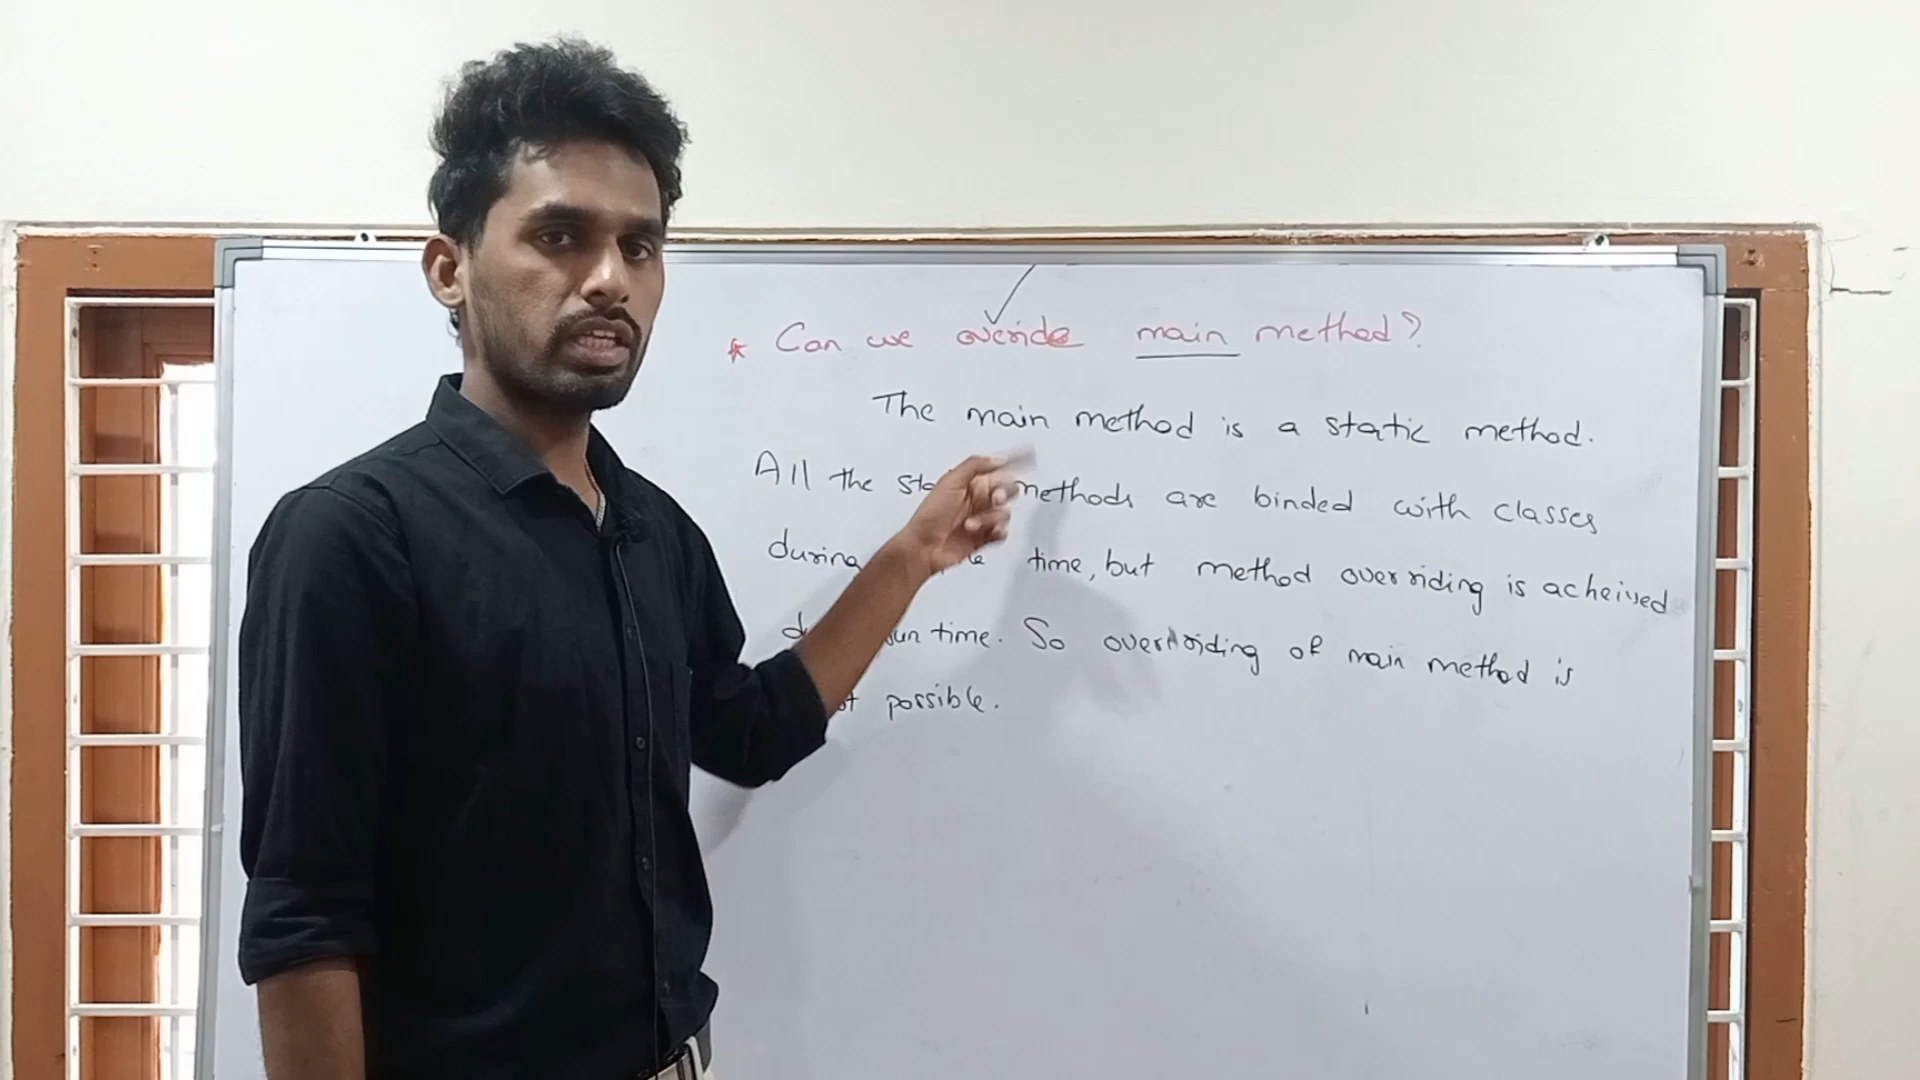 * Can we overide main method?
The main method is a static method.
All the methods are binded with classes
during time, but method overriding is acheived
time. So overriding of main method is
possible.